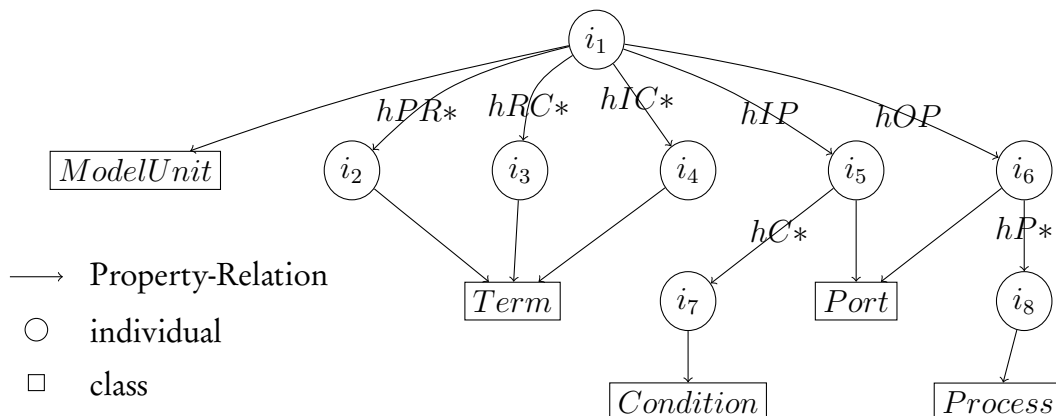 i1
hPR*
hRC*
hIC*
hIP
hOP
ModelUnit
i2
i3
i4
i5
i6
hC*
hP*
Property-Relation
Term
i7
Port
i8
individual
class
Condition
Process